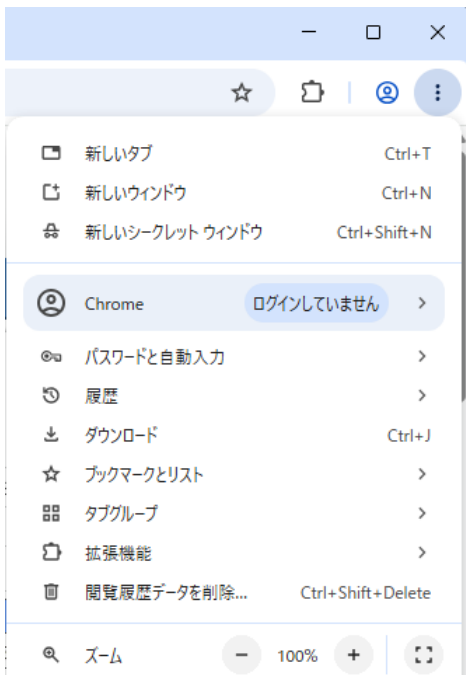 新しいタブ Ctrl+T
新しいウィンドウ Ctrl+N
新しいシークレット ウィンドウ Ctrl+Shift+N
Chrome ログインしていません
パスワードと自動入力
履歴
ダウンロード Ctrl+J
ブックマークとリスト
タブグループ
拡張機能
閲覧履歴データを削除... Ctrl+Shift+Delete
ズーム − 100% +